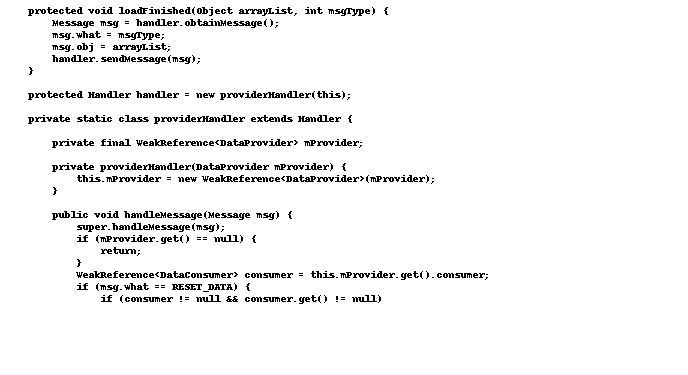 protected void loadFinished(Object arrayList, int msgType) {
Message msg = handler.obtainMessage();
msg.what = msgType;
msg.obj = arrayList;
handler.sendMessage(msg);
}
protected Handler handler = new providerHandler(this);
private static class providerHandler extends Handler {
private final WeakReference<DataProvider> mProvider;
private providerHandler(DataProvider mProvider) {
this.mProvider = new WeakReference<DataProvider>(mProvider);
}
public void handleMessage(Message msg) {
super.handleMessage(msg);
if (mProvider.get() == null) {
return;
}
WeakReference<DataConsumer> consumer = this.mProvider.get().consumer;
if (msg.what == RESET_DATA) {
if (consumer != null && consumer.get() != null)